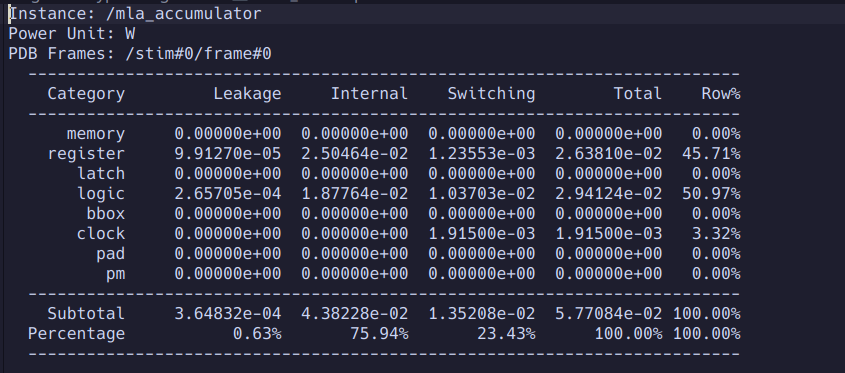 Instance: /mla_accumulator
Power Unit: W
PDB Frames: /stim#0/frame#0
-------------------------------------------------------------------------
Category Leakage Internal Switching Total Row%
-------------------------------------------------------------------------
memory 0.00000e+00 0.00000e+00 0.00000e+00 0.00000e+00 0.00%
register 9.91270e-05 2.50464e-02 1.23553e-03 2.63810e-02 45.71%
latch 0.00000e+00 0.00000e+00 0.00000e+00 0.00000e+00 0.00%
logic 2.65705e-04 1.87764e-02 1.03703e-02 2.94124e-02 50.97%
bbox 0.00000e+00 0.00000e+00 0.00000e+00 0.00000e+00 0.00%
clock 0.00000e+00 0.00000e+00 1.91500e-03 1.91500e-03 3.32%
pad 0.00000e+00 0.00000e+00 0.00000e+00 0.00000e+00 0.00%
pm 0.00000e+00 0.00000e+00 0.00000e+00 0.00000e+00 0.00%
-------------------------------------------------------------------------
Subtotal 3.64832e-04 4.38228e-02 1.35208e-02 5.77084e-02 100.00%
Percentage 0.63% 75.94% 23.43% 100.00% 100.00%
-------------------------------------------------------------------------